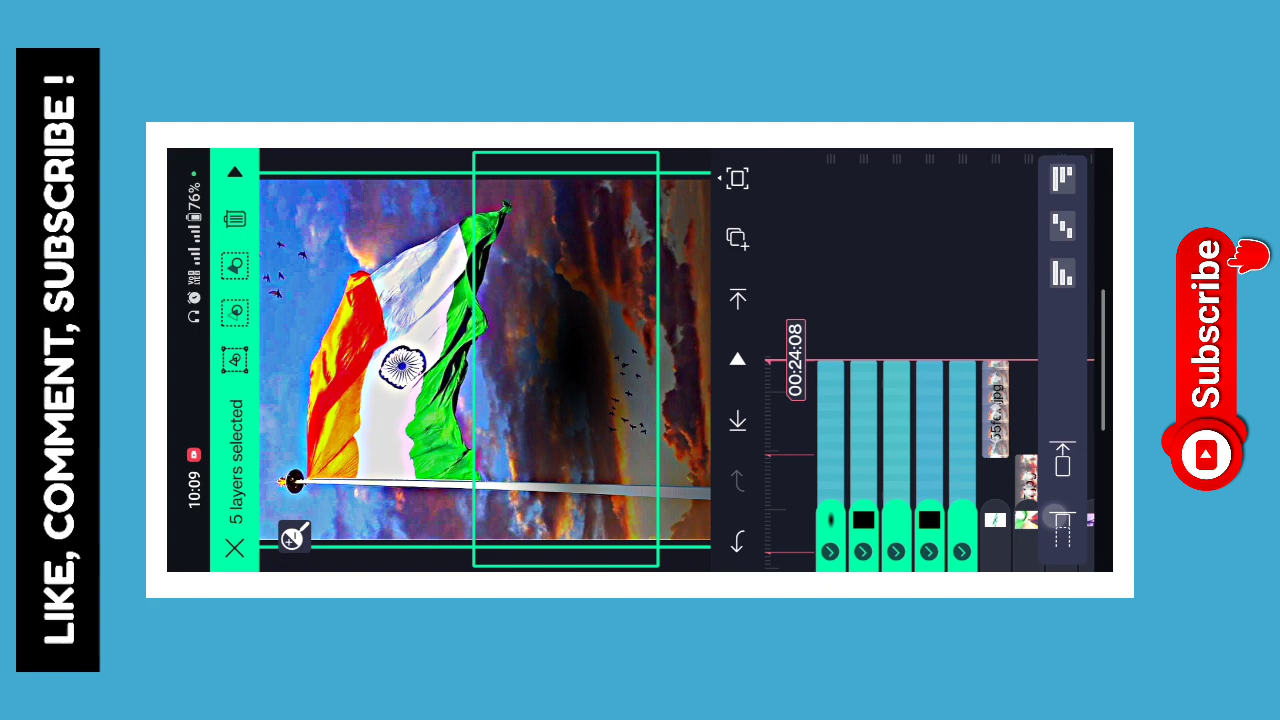 LIKE, COMMENT, SUBSCRIBE !
10:09
76%
5 layers selected
00:24:08
Subscribe